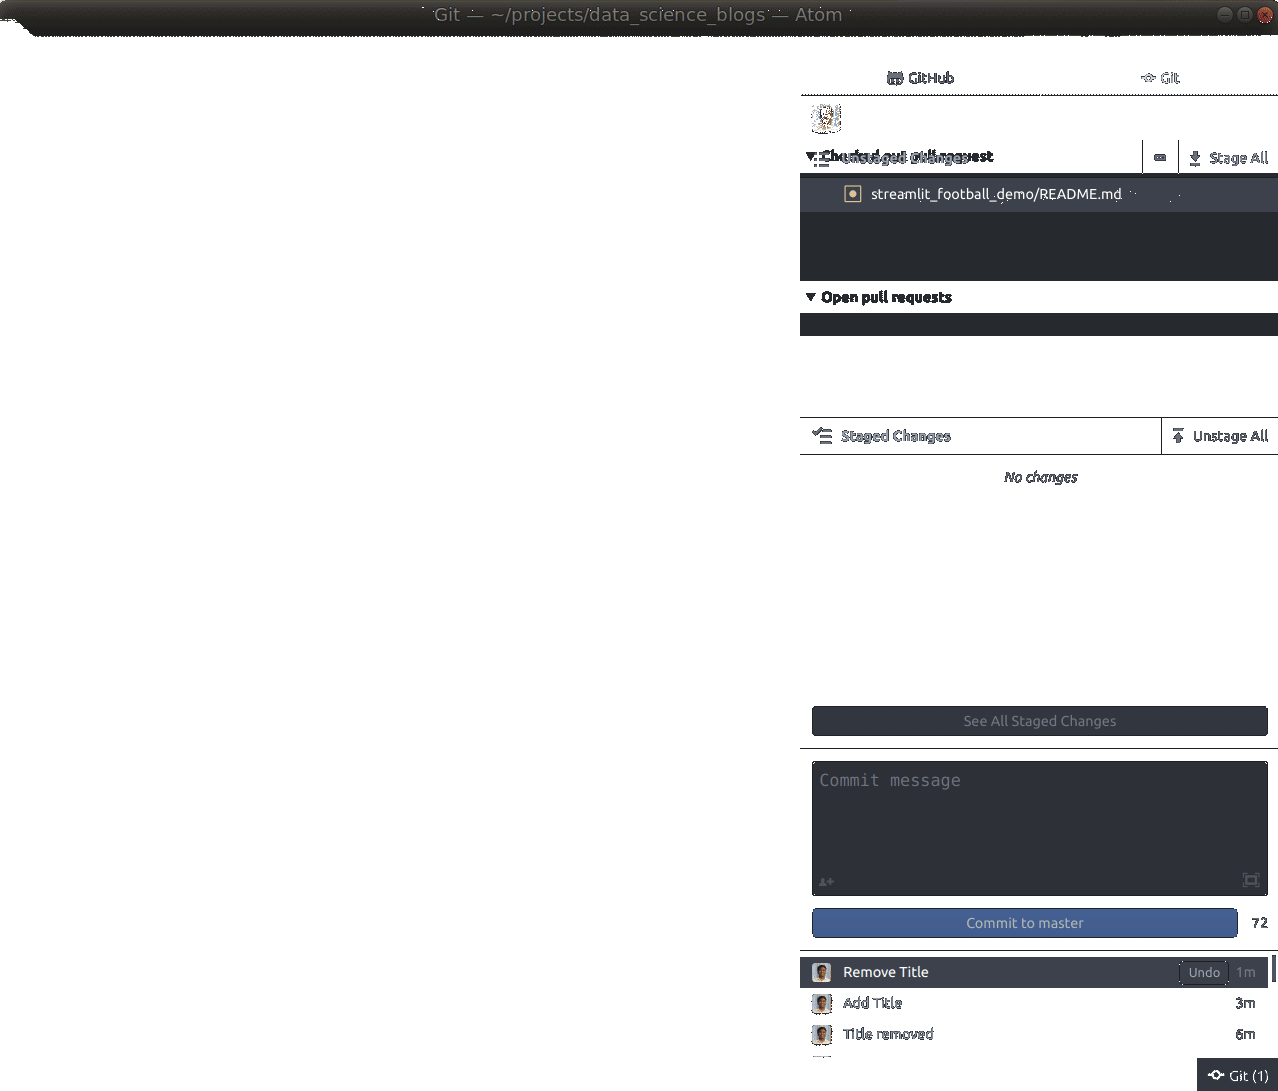 Git — ~/projects/data_science_blogs — Atom
GitHub Git
Checked out pull request
Unstaged Changes
Stage All
streamlit_football_demo/README.md
Open pull requests
Staged Changes Unstage All
No changes
See All Staged Changes
Commit message
Commit to master 72
Remove Title Undo 1m
Add Title 3m
Title removed 6m
Git (1)